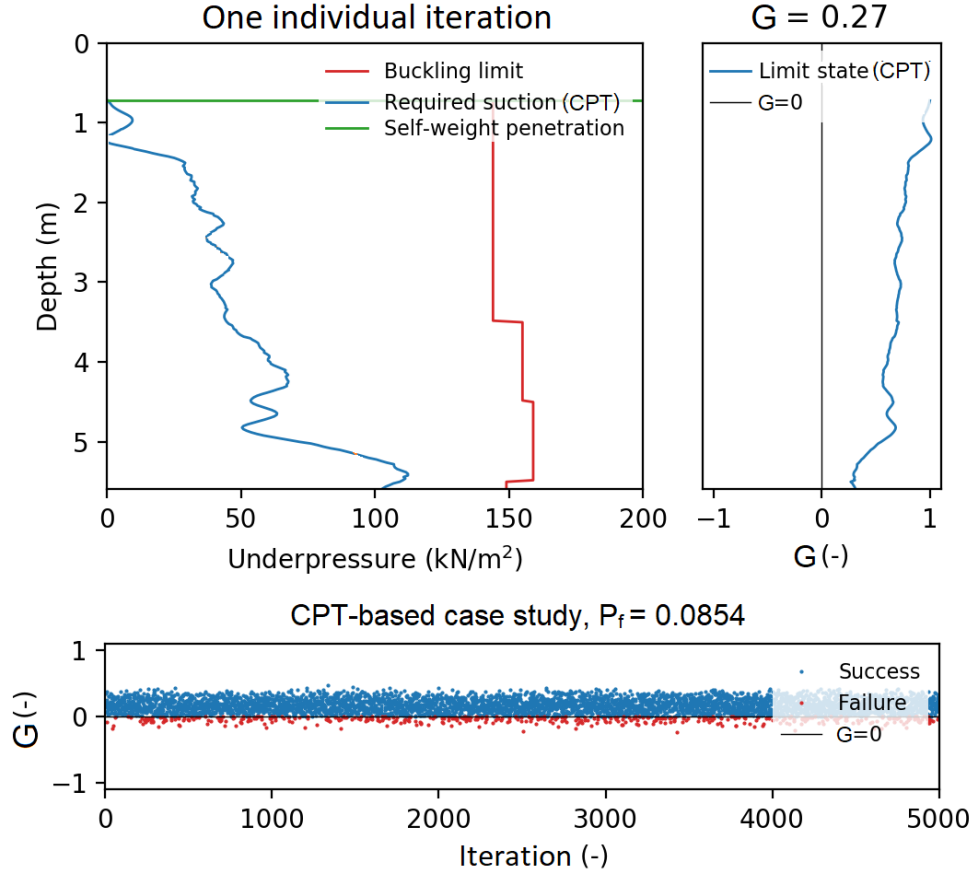 One individual iteration
0
1
2
3
4
5
Depth (m)
Buckling limit
Required suction (CPT)
Self-weight penetration
0
50
100
150
200
Underpressure (kN/m²)
G = 0.27
Limit state (CPT)
G=0
−1
0
1
G (-)
CPT-based case study, P_f = 0.0854
1
0
−1
G (-)
Success
Failure
G=0
0
1000
2000
3000
4000
5000
Iteration (-)